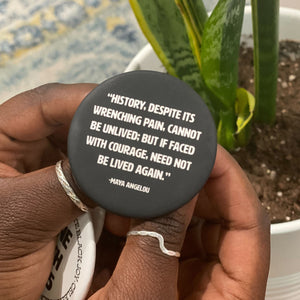 "HISTORY, DESPITE ITS
WRENCHING PAIN, CANNOT
BE UNLIVED; BUT IF FACED
WITH COURAGE, NEED NOT
BE LIVED AGAIN."
-MAYA ANGELOU